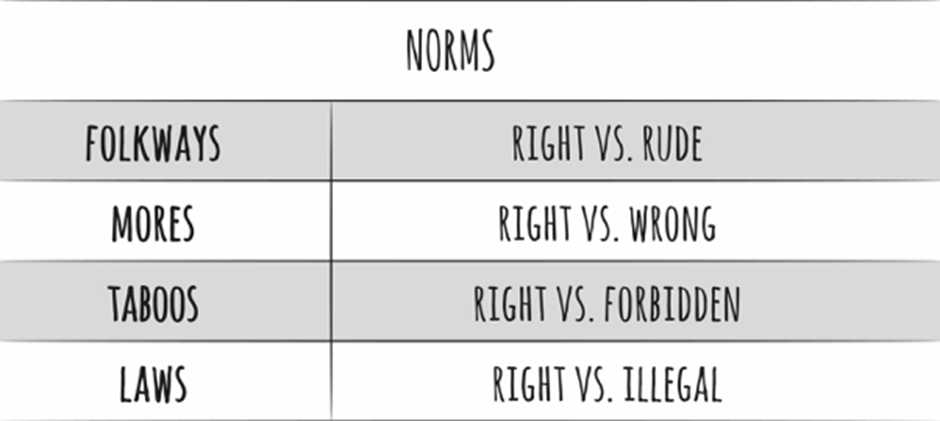 NORMS
FOLKWAYS RIGHT VS. RUDE
MORES RIGHT VS. WRONG
TABOOS RIGHT VS. FORBIDDEN
LAWS RIGHT VS. ILLEGAL